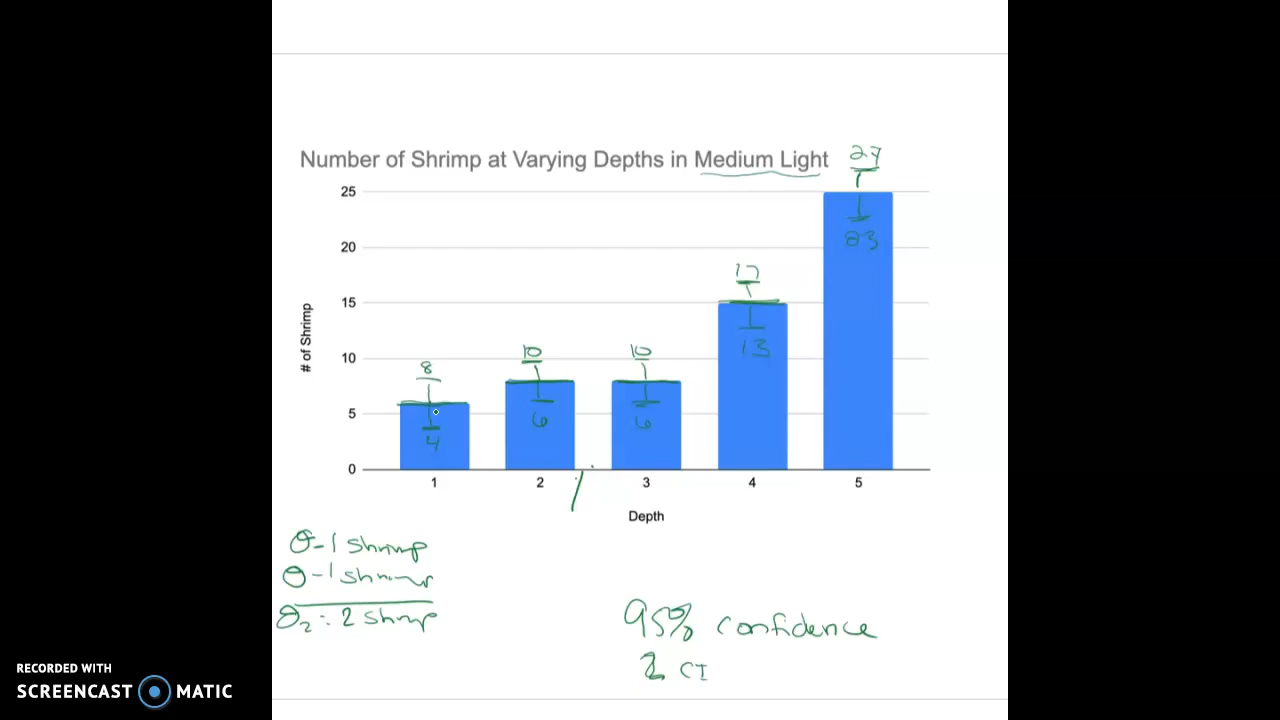 Number of Shrimp at Varying Depths in Medium Light
27
25
23
20
17
# of Shrimp
15
13
10
10
10
8
6
6
5
4
0
1
2
3
4
5
Depth
σ-1 shrimp
σ-1
σ2 = 2 shrimp
95% confidence
2 CI
RECORDED WITH
SCREENCAST MATIC